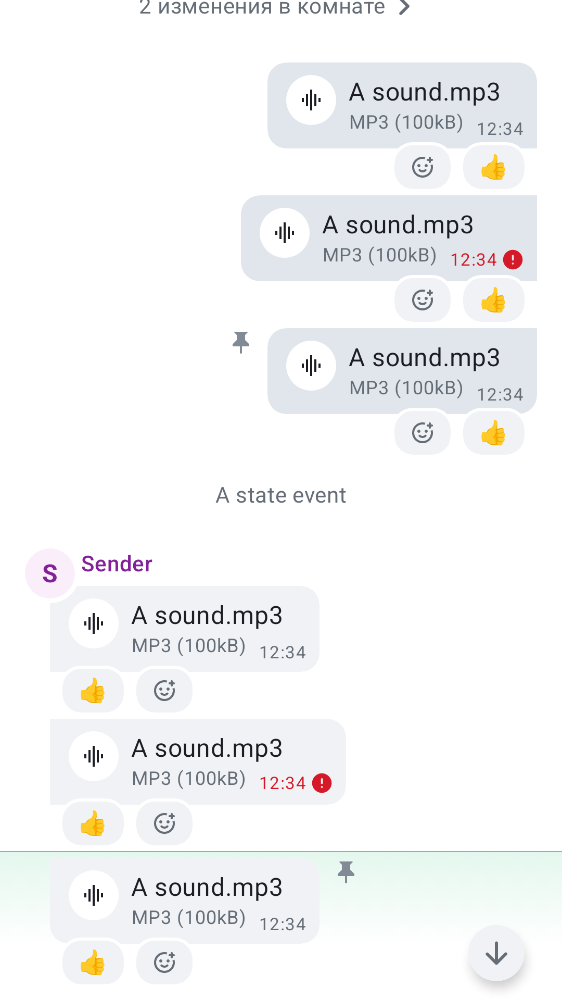 2 изменения в комнате
A sound.mp3
MP3 (100kB) 12:34
A sound.mp3
MP3 (100kB) 12:34
A sound.mp3
MP3 (100kB) 12:34
A state event
S Sender
A sound.mp3
MP3 (100kB) 12:34
A sound.mp3
MP3 (100kB) 12:34
A sound.mp3
MP3 (100kB) 12:34